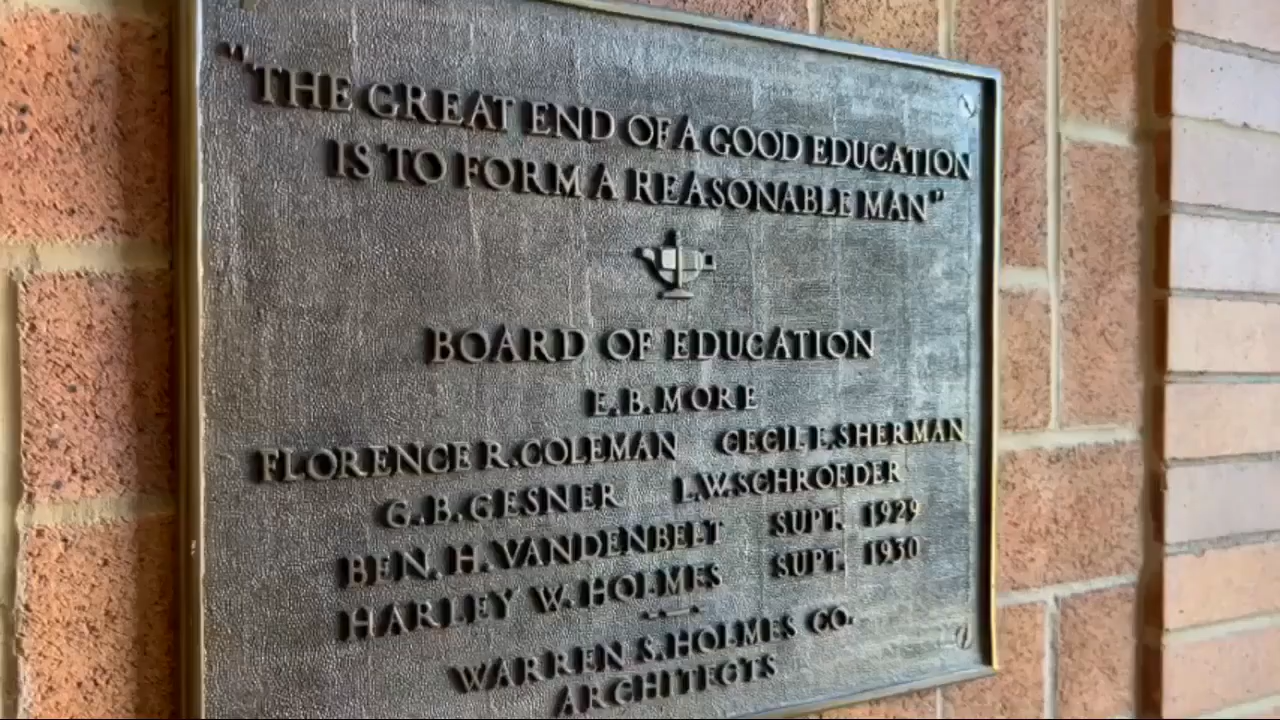 "THE GREAT END OF A GOOD EDUCATION
IS TO FORM A REASONABLE MAN"
BOARD OF EDUCATION
E. B. MORE
FLORENCE R. COLEMAN CECIL E. SHERMAN
G. B. GESNER L. W. SCHROEDER
BEN. H. VANDENBELT SUPT. 1929
HARLEY W. HOLMES SUPT. 1930
WARREN S. HOLMES CO.
ARCHITECTS